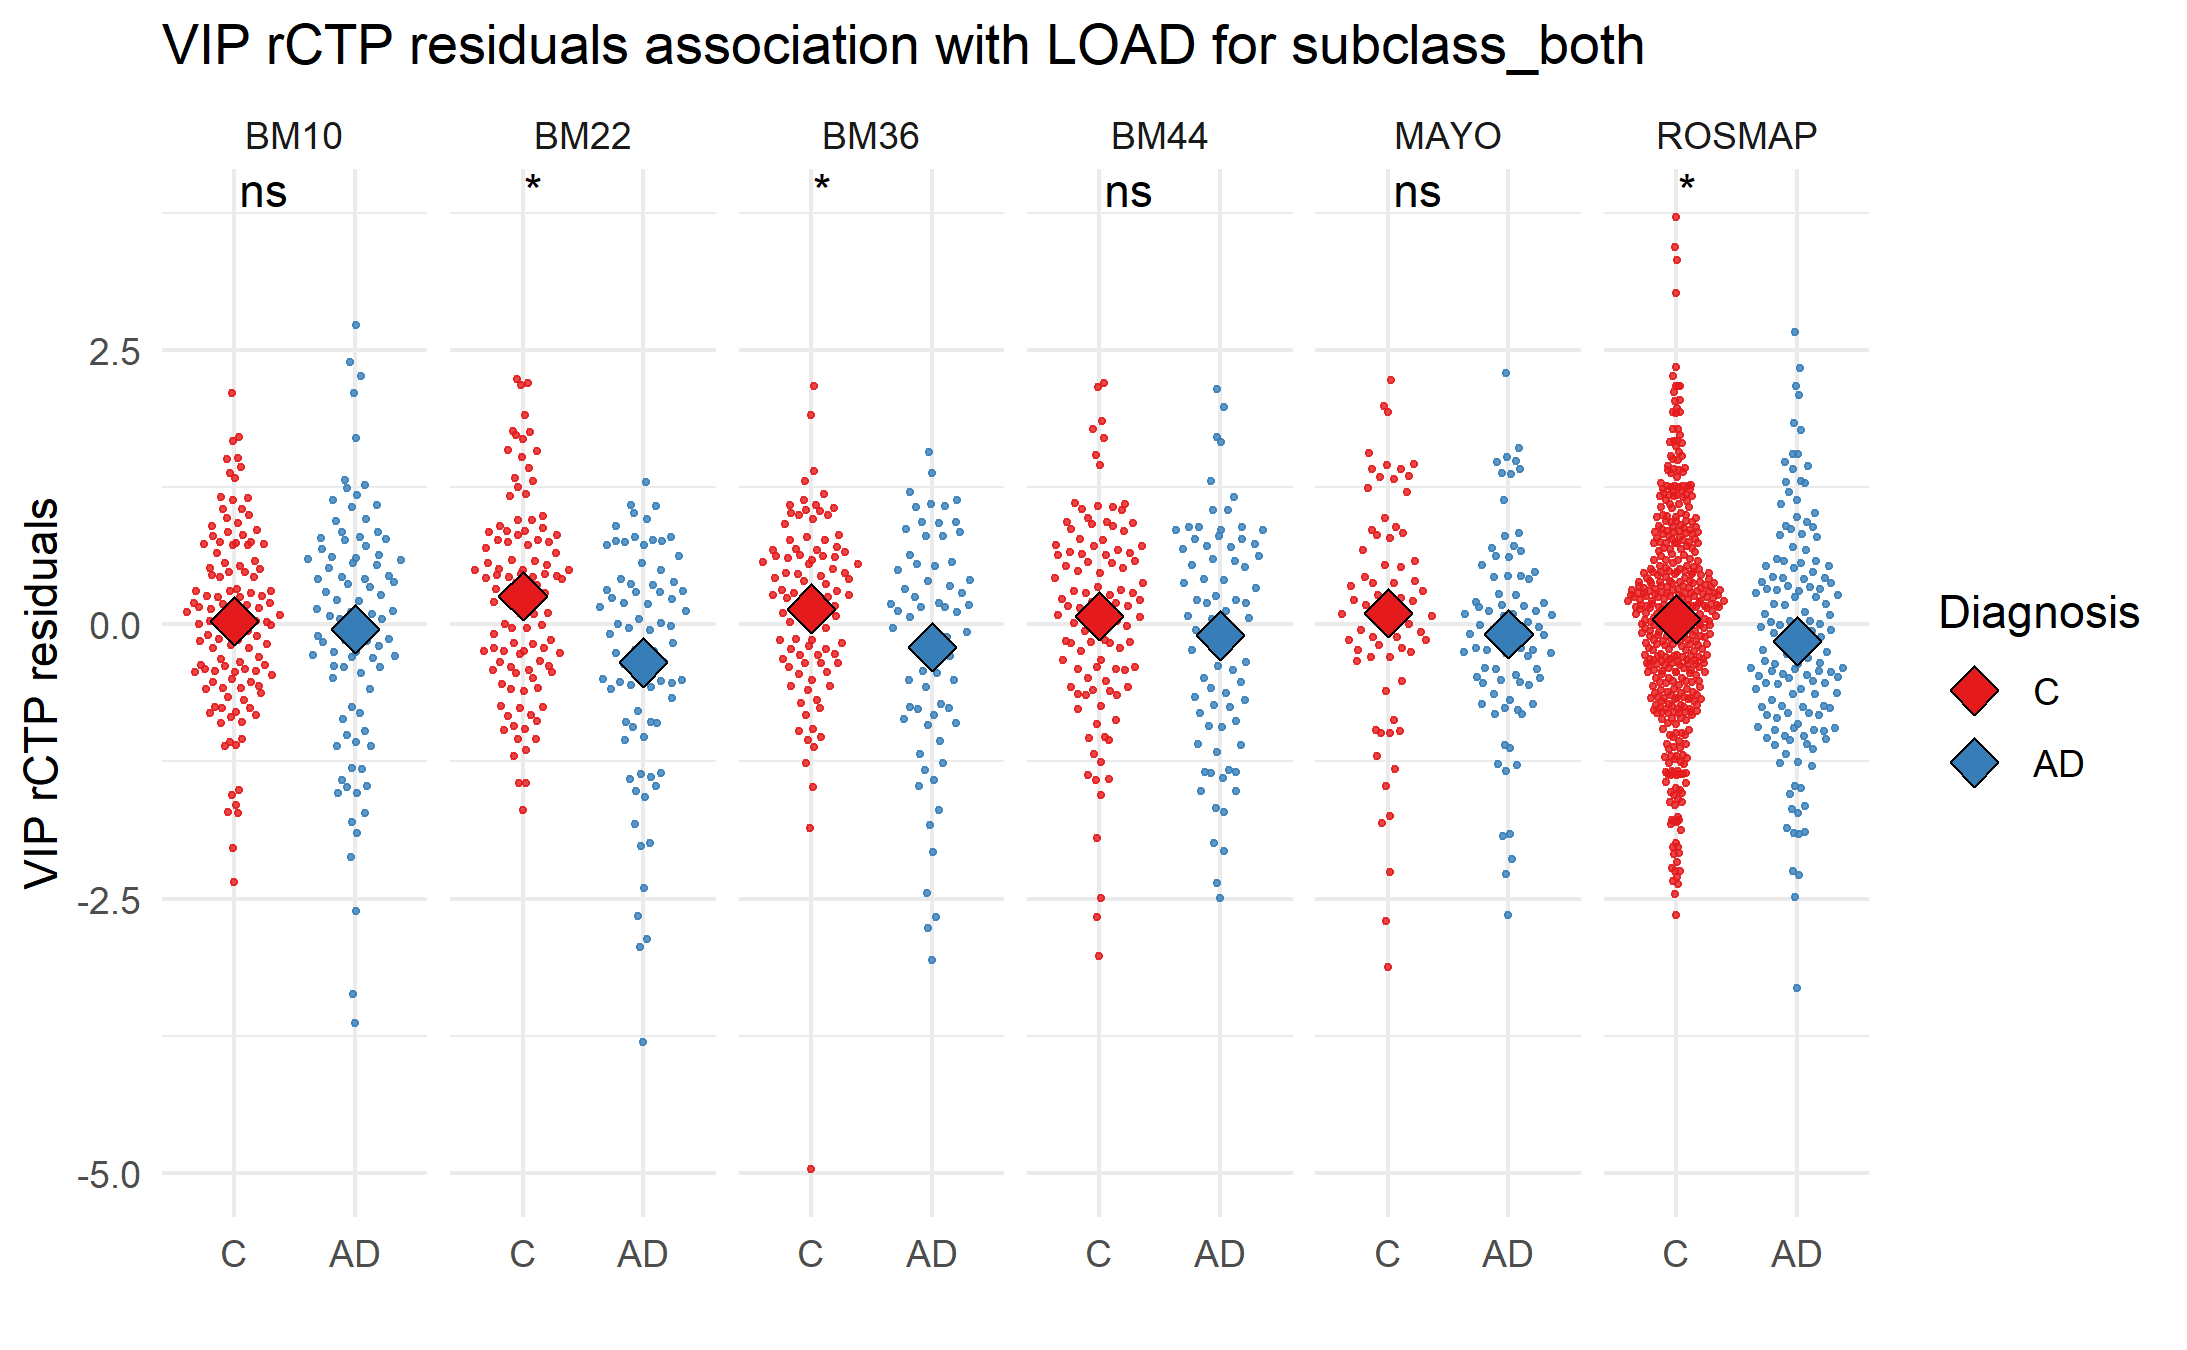 VIP rCTP residuals association with LOAD for subclass_both
BM10 BM22 BM36 BM44 MAYO ROSMAP
ns * * ns ns *
2.5
0.0
-2.5
-5.0
VIP rCTP residuals
C AD C AD C AD C AD C AD C AD
Diagnosis
C
AD